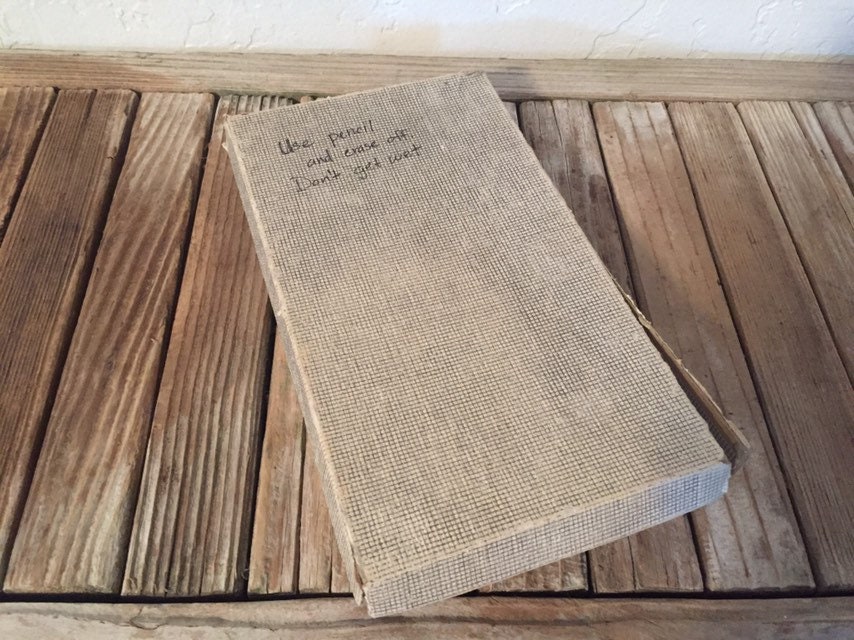 Use pencil
and erase off
Don't get wet